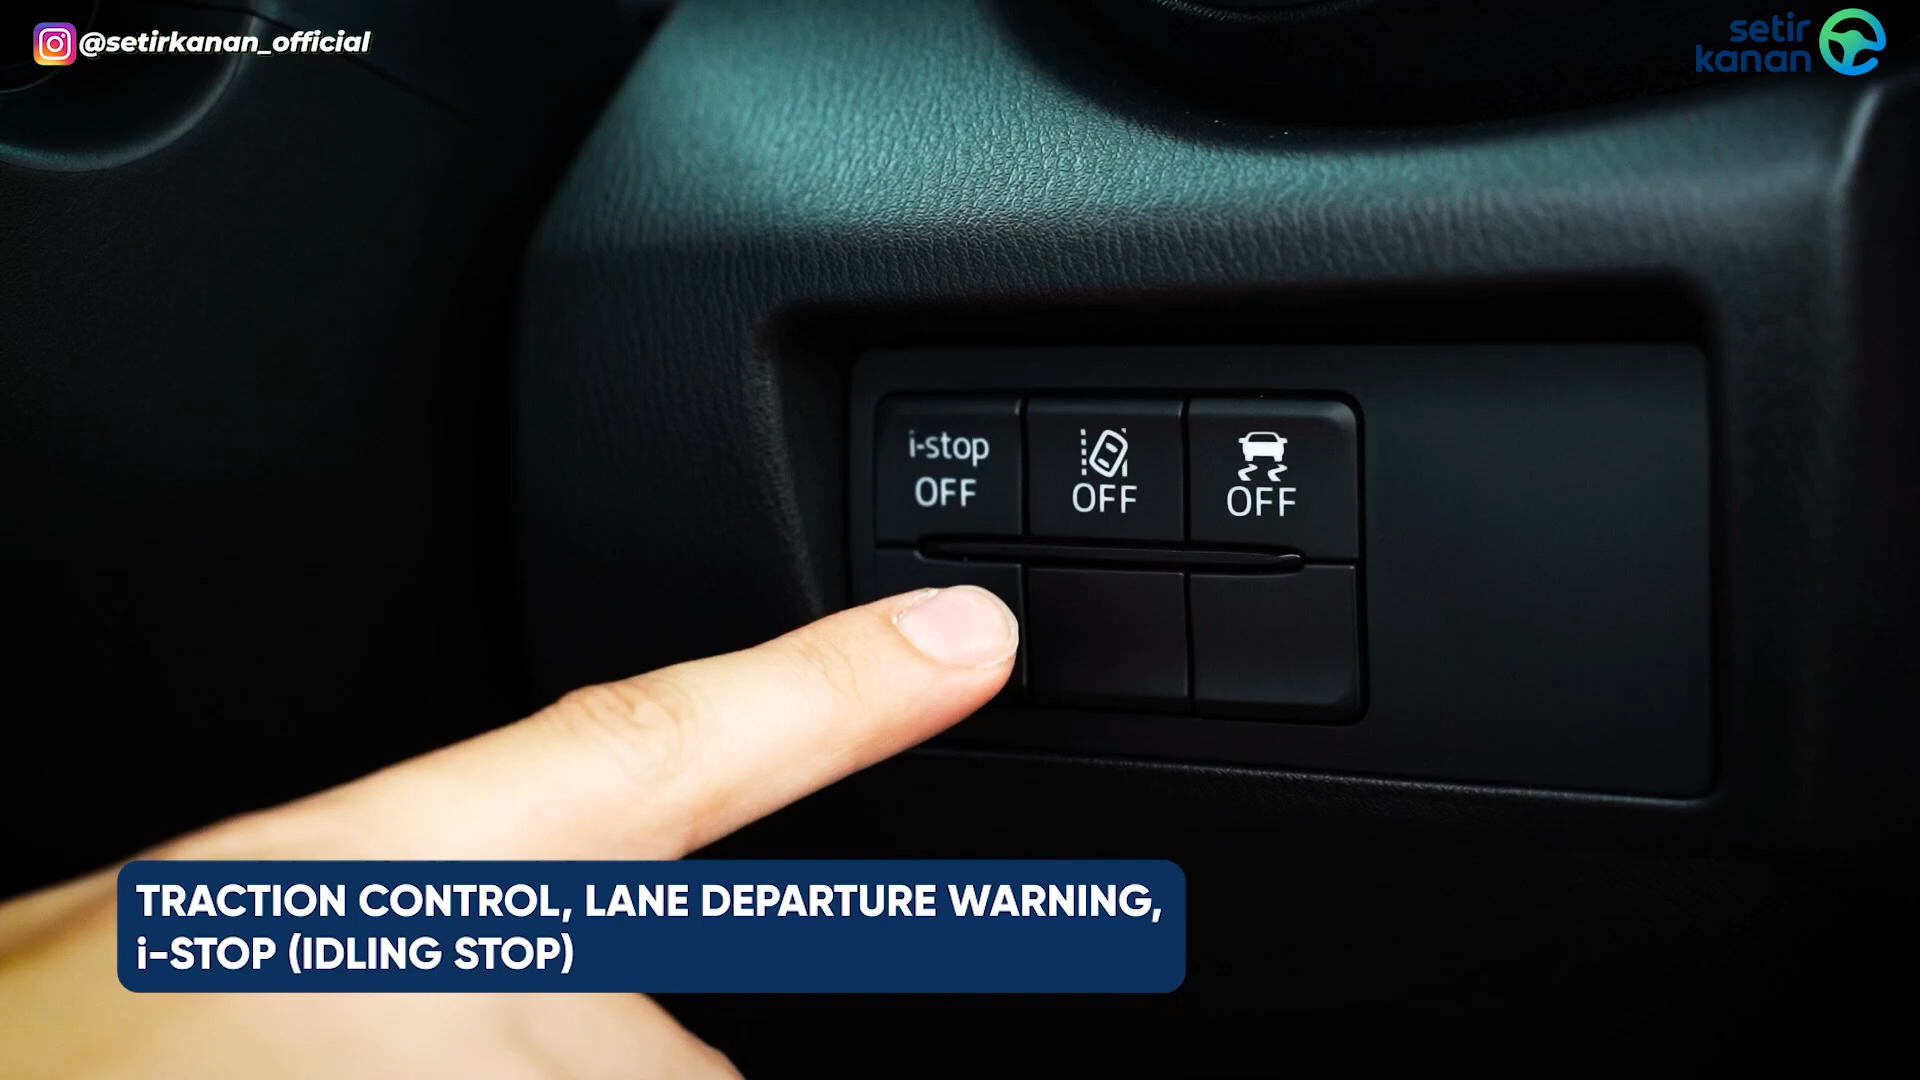 @setirkanan_official
setir
kanan
i-stop
OFF
OFF
OFF
TRACTION CONTROL, LANE DEPARTURE WARNING,
i-STOP (IDLING STOP)